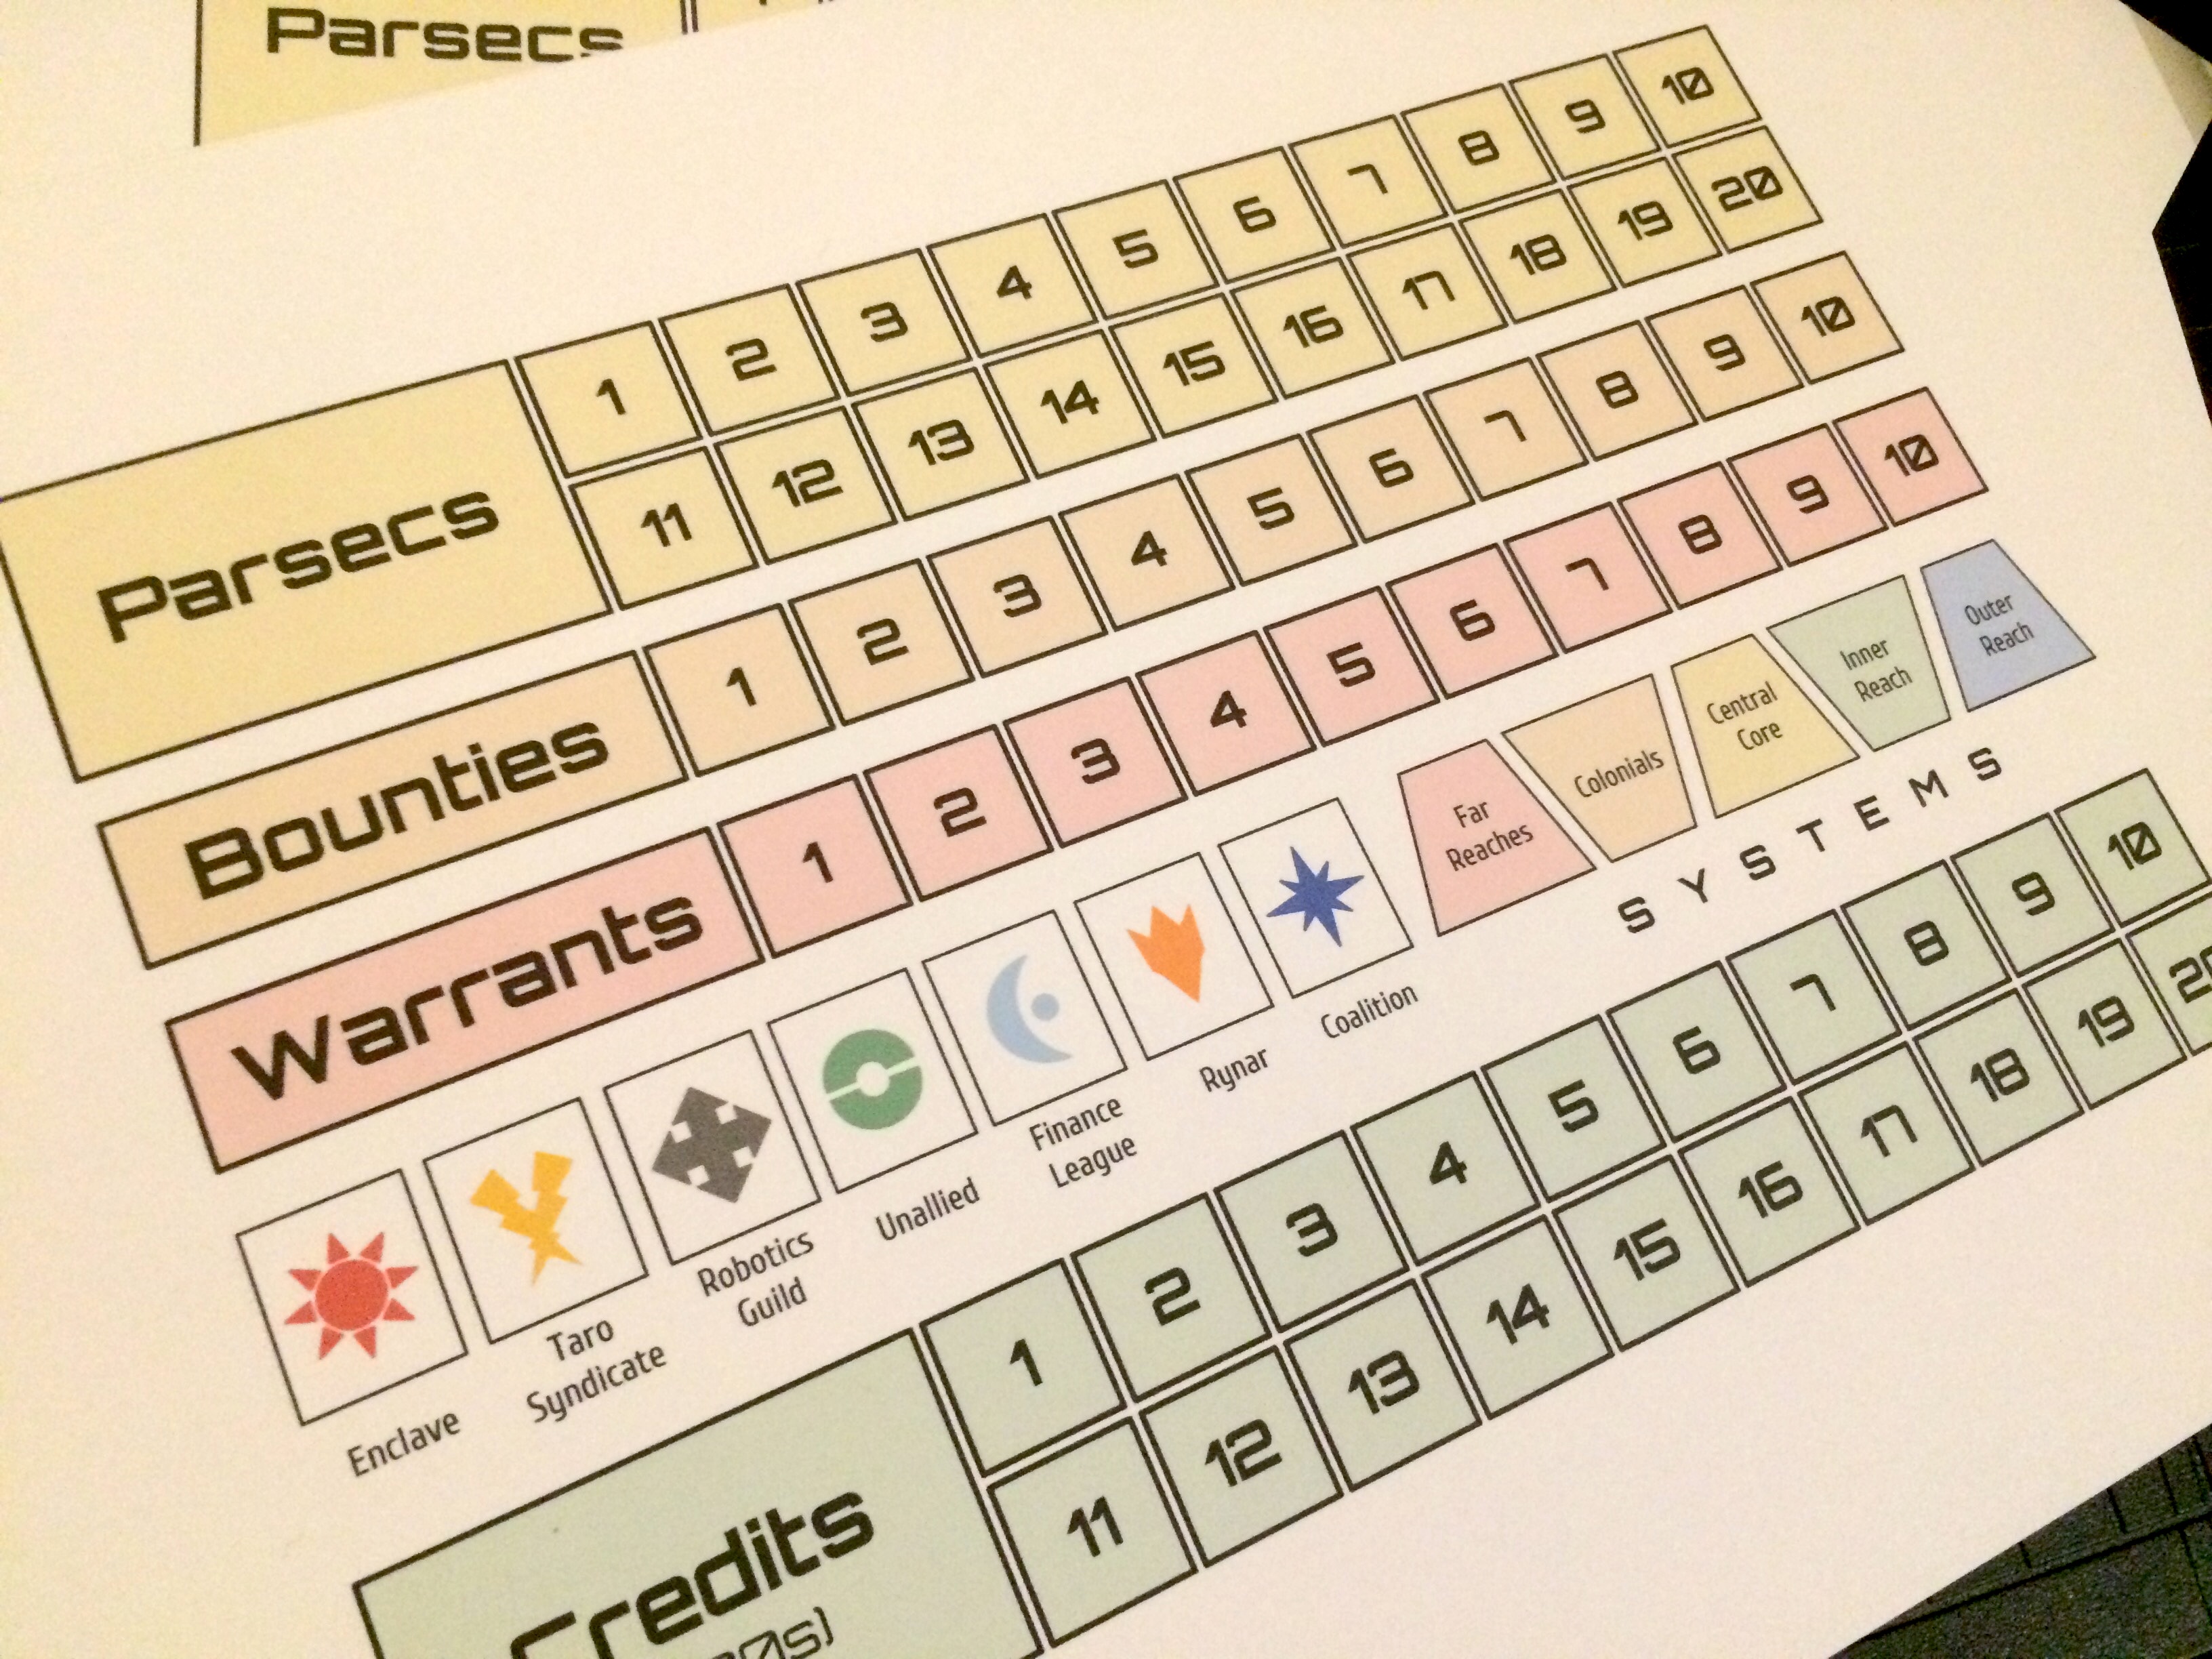 Parsecs
1 2 3 4 5 6 7 8 9 10
Parsecs
11 12 13 14 15 16 17 18 19 20
1 2 3 4 5 6 7 8 9 10
Bounties
1 2 3 4 5 6 7 8 9 10
Warrants
Enclave
Taro
Syndicate
Robotics
Guild
Unallied
Finance
League
Rynar
Coalition
Far
Reaches
Colonials
Central
Core
Inner
Reach
Outer
Reach
SYSTEMS
1 2 3 4 5 6 7 8 9 10
Credits
11 12 13 14 15 16 17 18 19 20